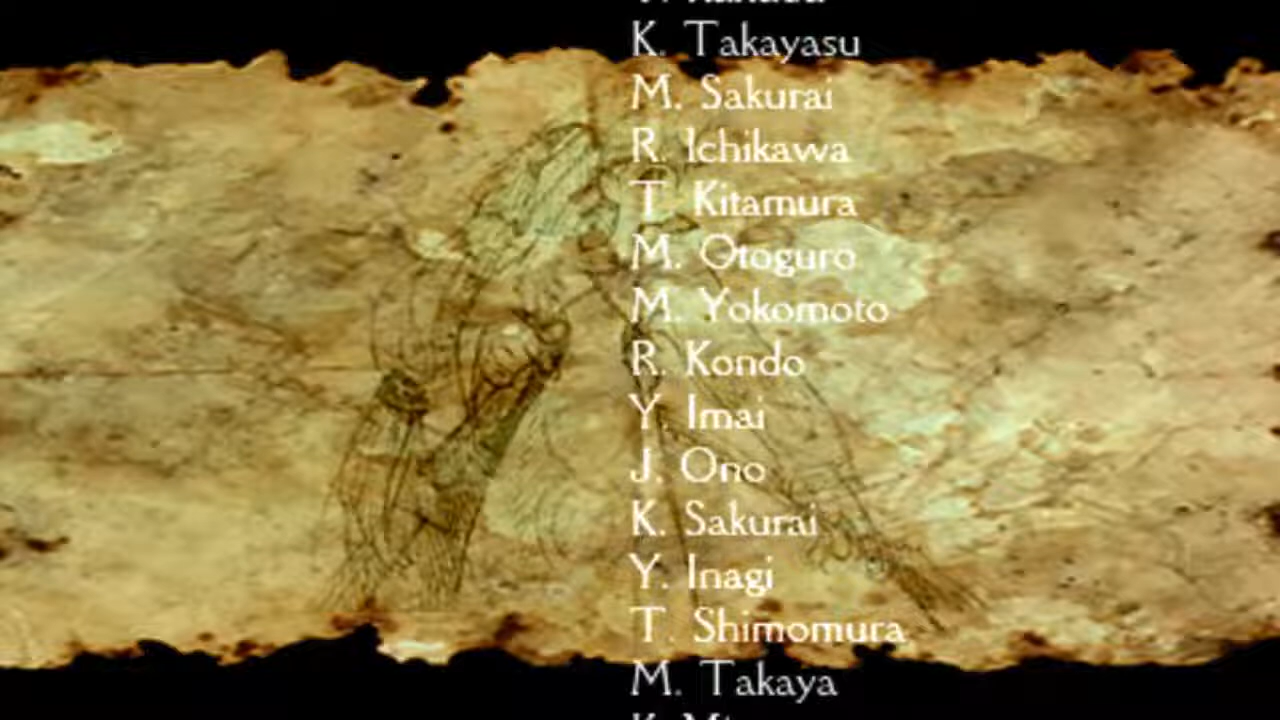 K. Takayasu
M. Sakurai
R. Ichikawa
T. Kitamura
M. Otoguro
M. Yokomoto
R. Kondo
Y. Imai
J. Ono
K. Sakurai
Y. Inagi
T. Shimomura
M. Takaya